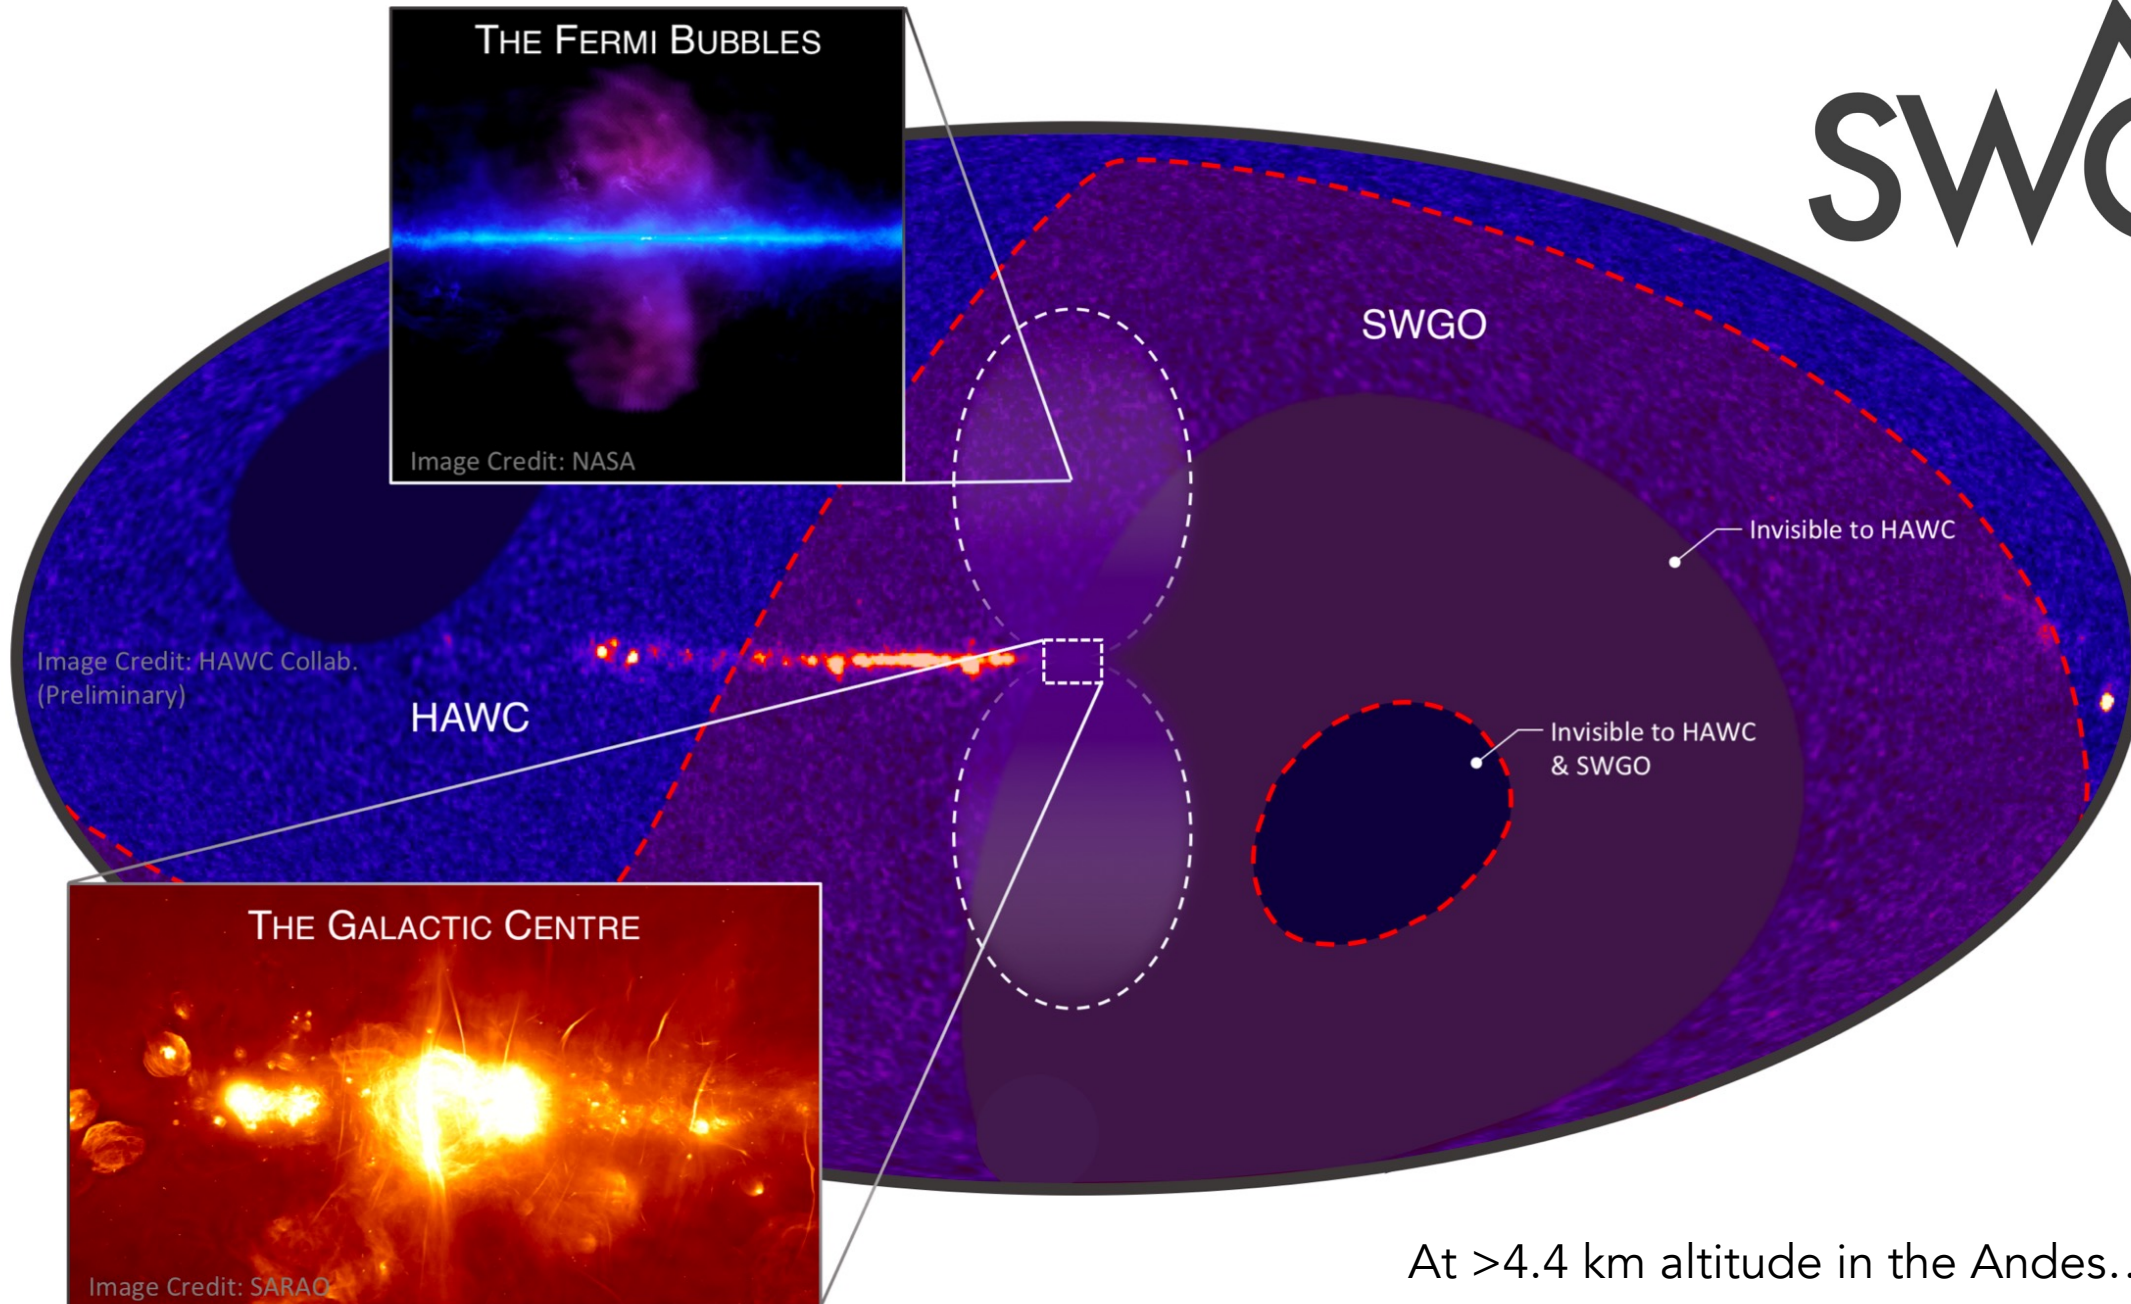 THE FERMI BUBBLES
Image Credit: NASA
SWGO
Invisible to HAWC
Image Credit: HAWC Collab.
(Preliminary)
HAWC
Invisible to HAWC
& SWGO
THE GALACTIC CENTRE
Image Credit: SARAO
At >4.4 km altitude in the Andes..